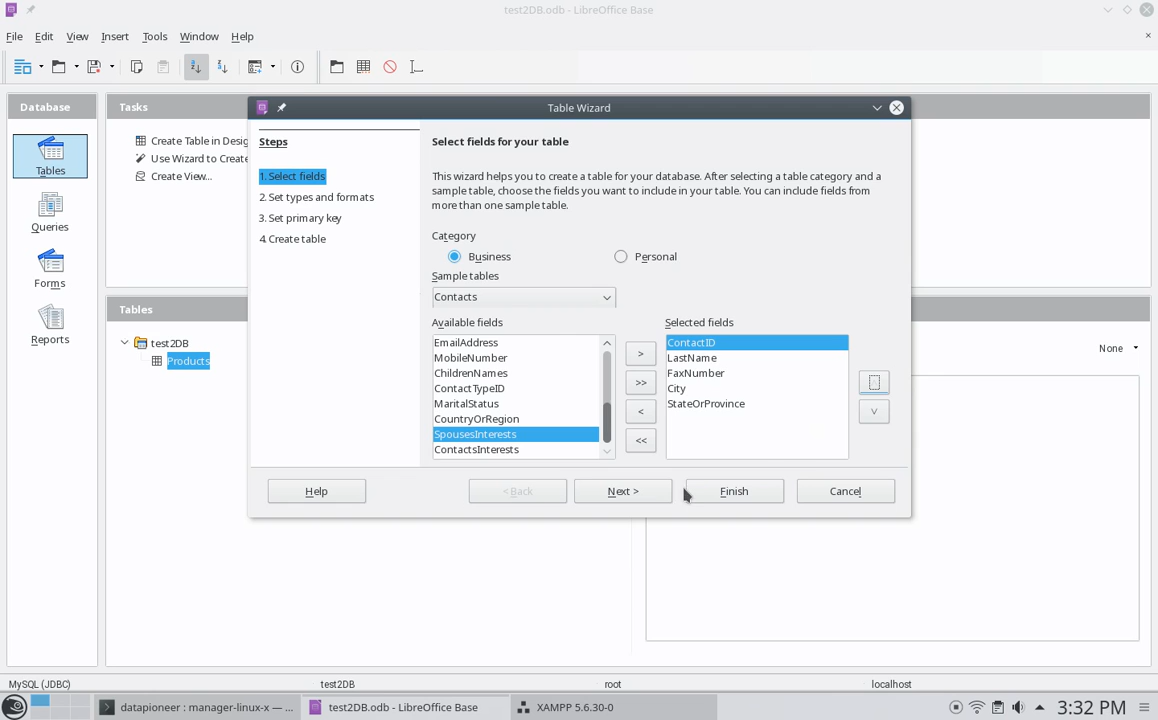 test2DB.odb - LibreOffice Base
File Edit View Insert Tools Window Help
Database
Tables
Queries
Forms
Reports
Tasks
Create Table in Desig
Use Wizard to Create
Create View...
Tables
test2DB
Products
None
Table Wizard
Steps
1. Select fields
2. Set types and formats
3. Set primary key
4. Create table
Select fields for your table
This wizard helps you to create a table for your database. After selecting a table category and a
sample table, choose the fields you want to include in your table. You can include fields from
more than one sample table.
Category
Business Personal
Sample tables
Contacts
Available fields
EmailAddress
MobileNumber
ChildrenNames
ContactTypeID
MaritalStatus
CountryOrRegion
SpousesInterests
ContactsInterests
>
>>
<
<<
Selected fields
ContactID
LastName
FaxNumber
City
StateOrProvince
Help < Back Next > Finish Cancel
MySQL (JDBC) test2DB root localhost
datapioneer : manager-linux-x — ... test2DB.odb - LibreOffice Base XAMPP 5.6.30-0 3:32 PM